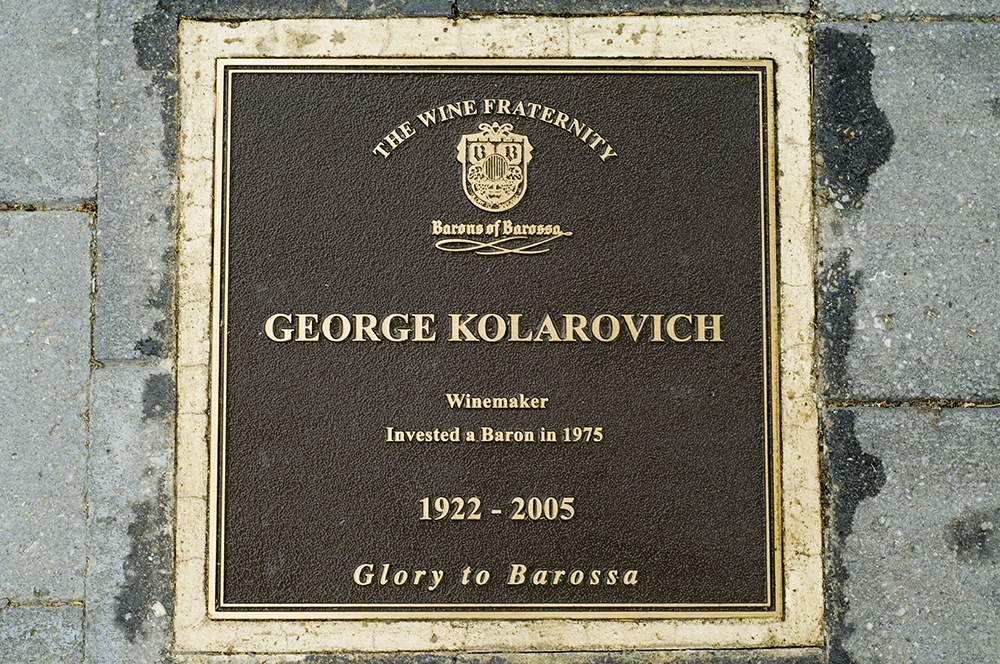 THE WINE FRATERNITY
B B
Barons of Barossa
GEORGE KOLAROVICH
Winemaker
Invested a Baron in 1975
1922 - 2005
Glory to Barossa